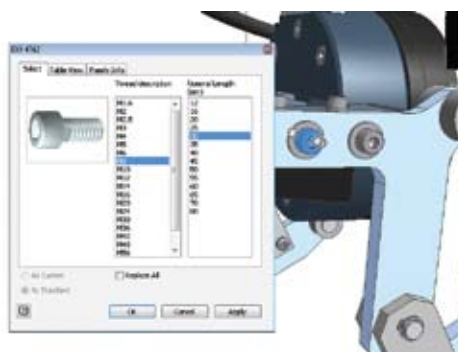 ISO 4762
Select
Table View
Family Info
Thread description
Nominal Length
(mm)
M1.6
M2
M2.5
M3
M4
M5
M6
M8
M10
M12
M14
M16
M20
M24
M30
M36
M42
M48
M56
12
16
20
25
30
35
40
45
50
55
60
65
70
80
As Custom
Replace All
As Standard
OK
Cancel
Apply